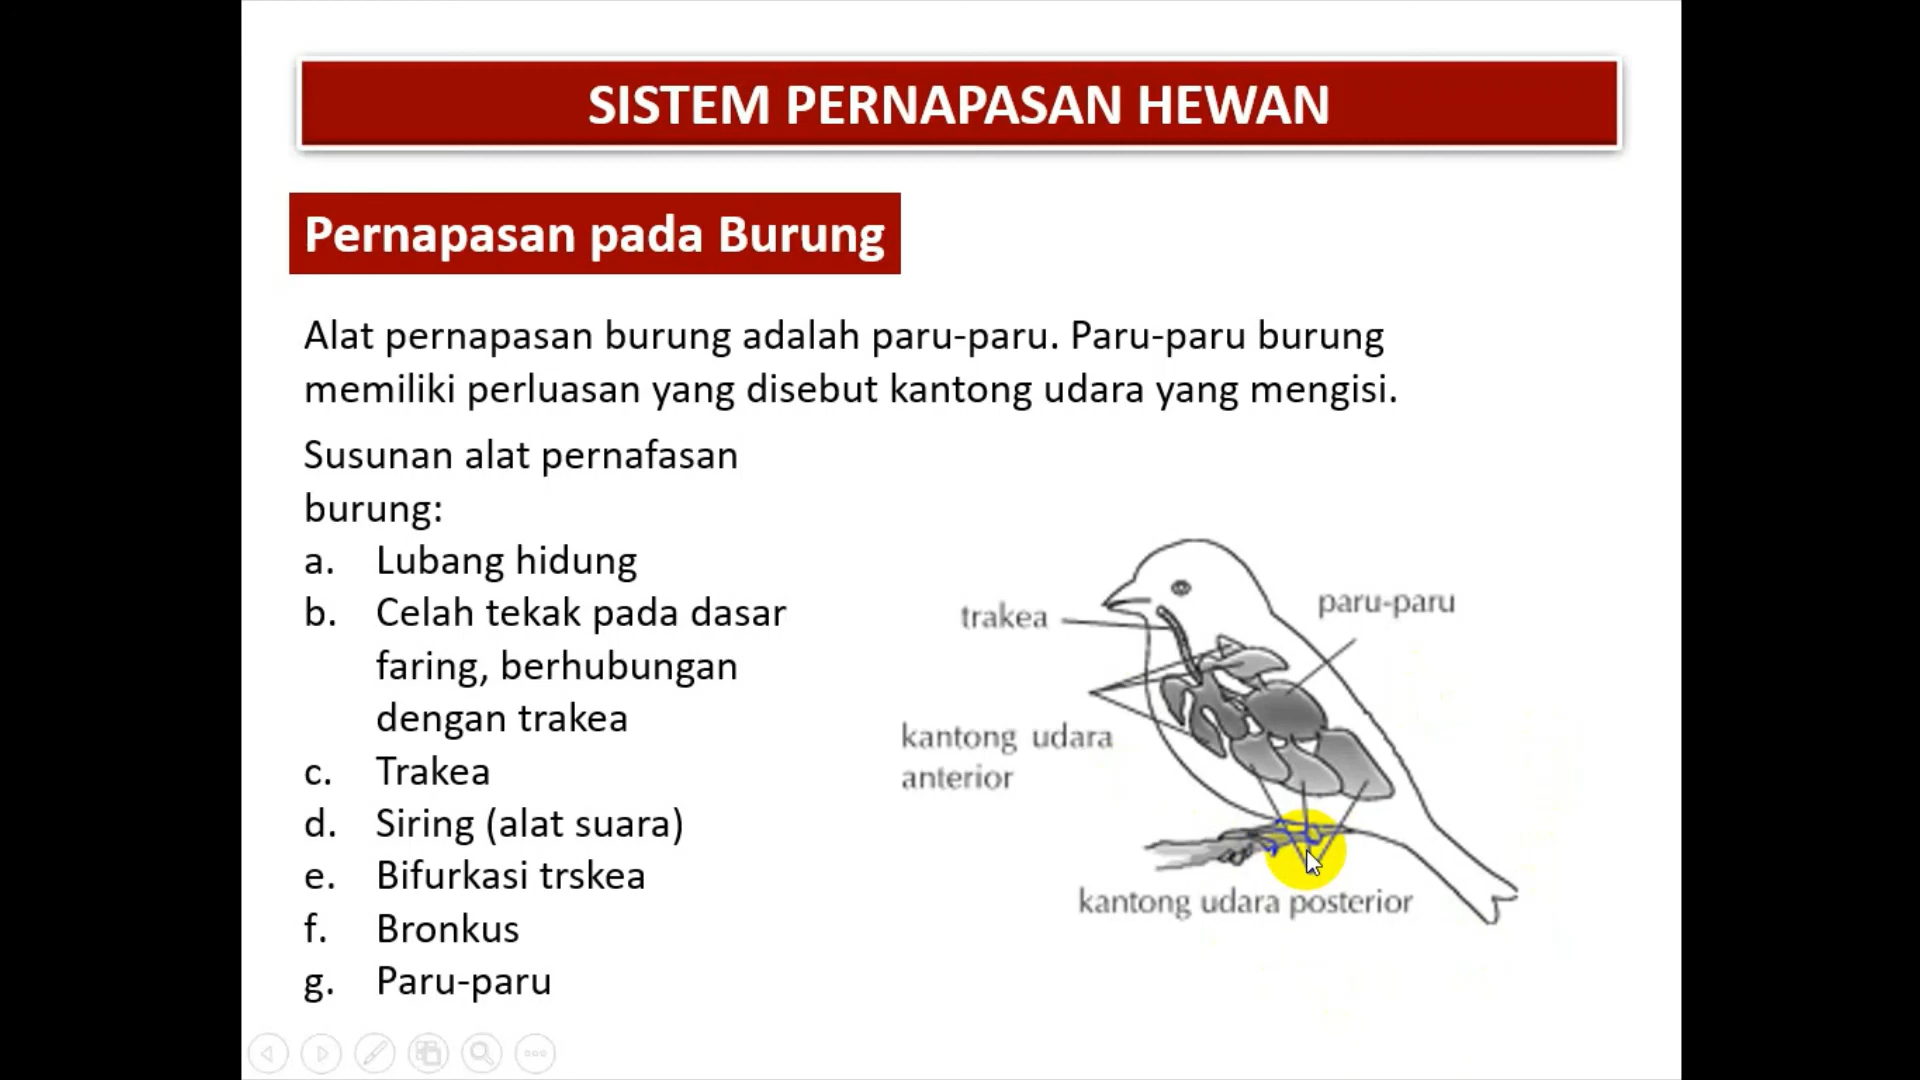 SISTEM PERNAPASAN HEWAN
Pernapasan pada Burung
Alat pernapasan burung adalah paru-paru. Paru-paru burung
memiliki perluasan yang disebut kantong udara yang mengisi.
Susunan alat pernafasan
burung:
a. Lubang hidung
b. Celah tekak pada dasar
faring, berhubungan
dengan trakea
c. Trakea
d. Siring (alat suara)
e. Bifurkasi trskea
f. Bronkus
g. Paru-paru
trakea
paru-paru
kantong udara
anterior
kantong udara posterior